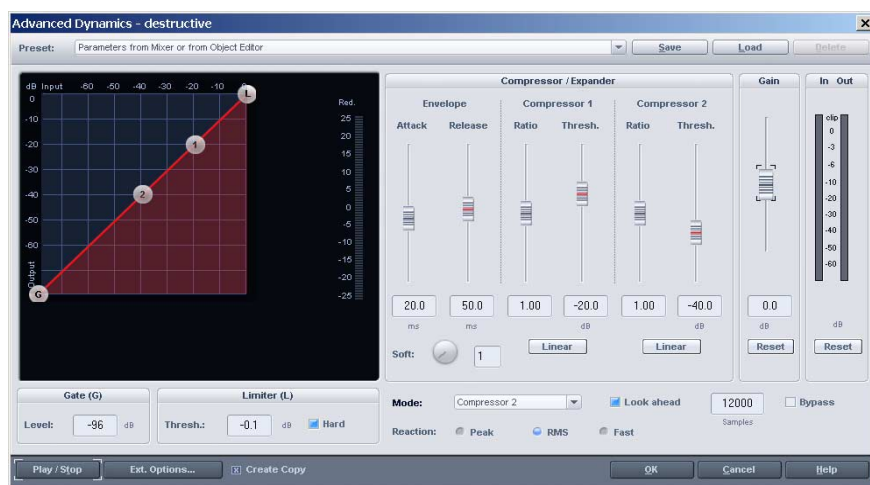 Advanced Dynamics - destructive
Preset: Parameters from Mixer or from Object Editor Save Load Delete
dB Input -60 -50 -40 -30 -20 -10 0
0
-10
-20
-30
-40
-50
-60
Output
L
1
2
G
Red.
25
20
15
10
5
0
-5
-10
-15
-20
-25
Compressor / Expander
Envelope Compressor 1 Compressor 2
Attack Release Ratio Thresh. Ratio Thresh.
20.0 50.0 1.00 -20.0 1.00 -40.0
ms ms dB dB
Soft: 1 Linear Linear
Gain
0.0
dB
Reset
In Out
clip
0
-3
-6
-10
-20
-30
-40
-50
-60
dB
Reset
Gate (G)
Level: -96 dB
Limiter (L)
Thresh.: -0.1 dB Hard
Mode: Compressor 2 Look ahead 12000 Bypass
Samples
Reaction: Peak RMS Fast
Play / Stop Ext. Options... Create Copy OK Cancel Help